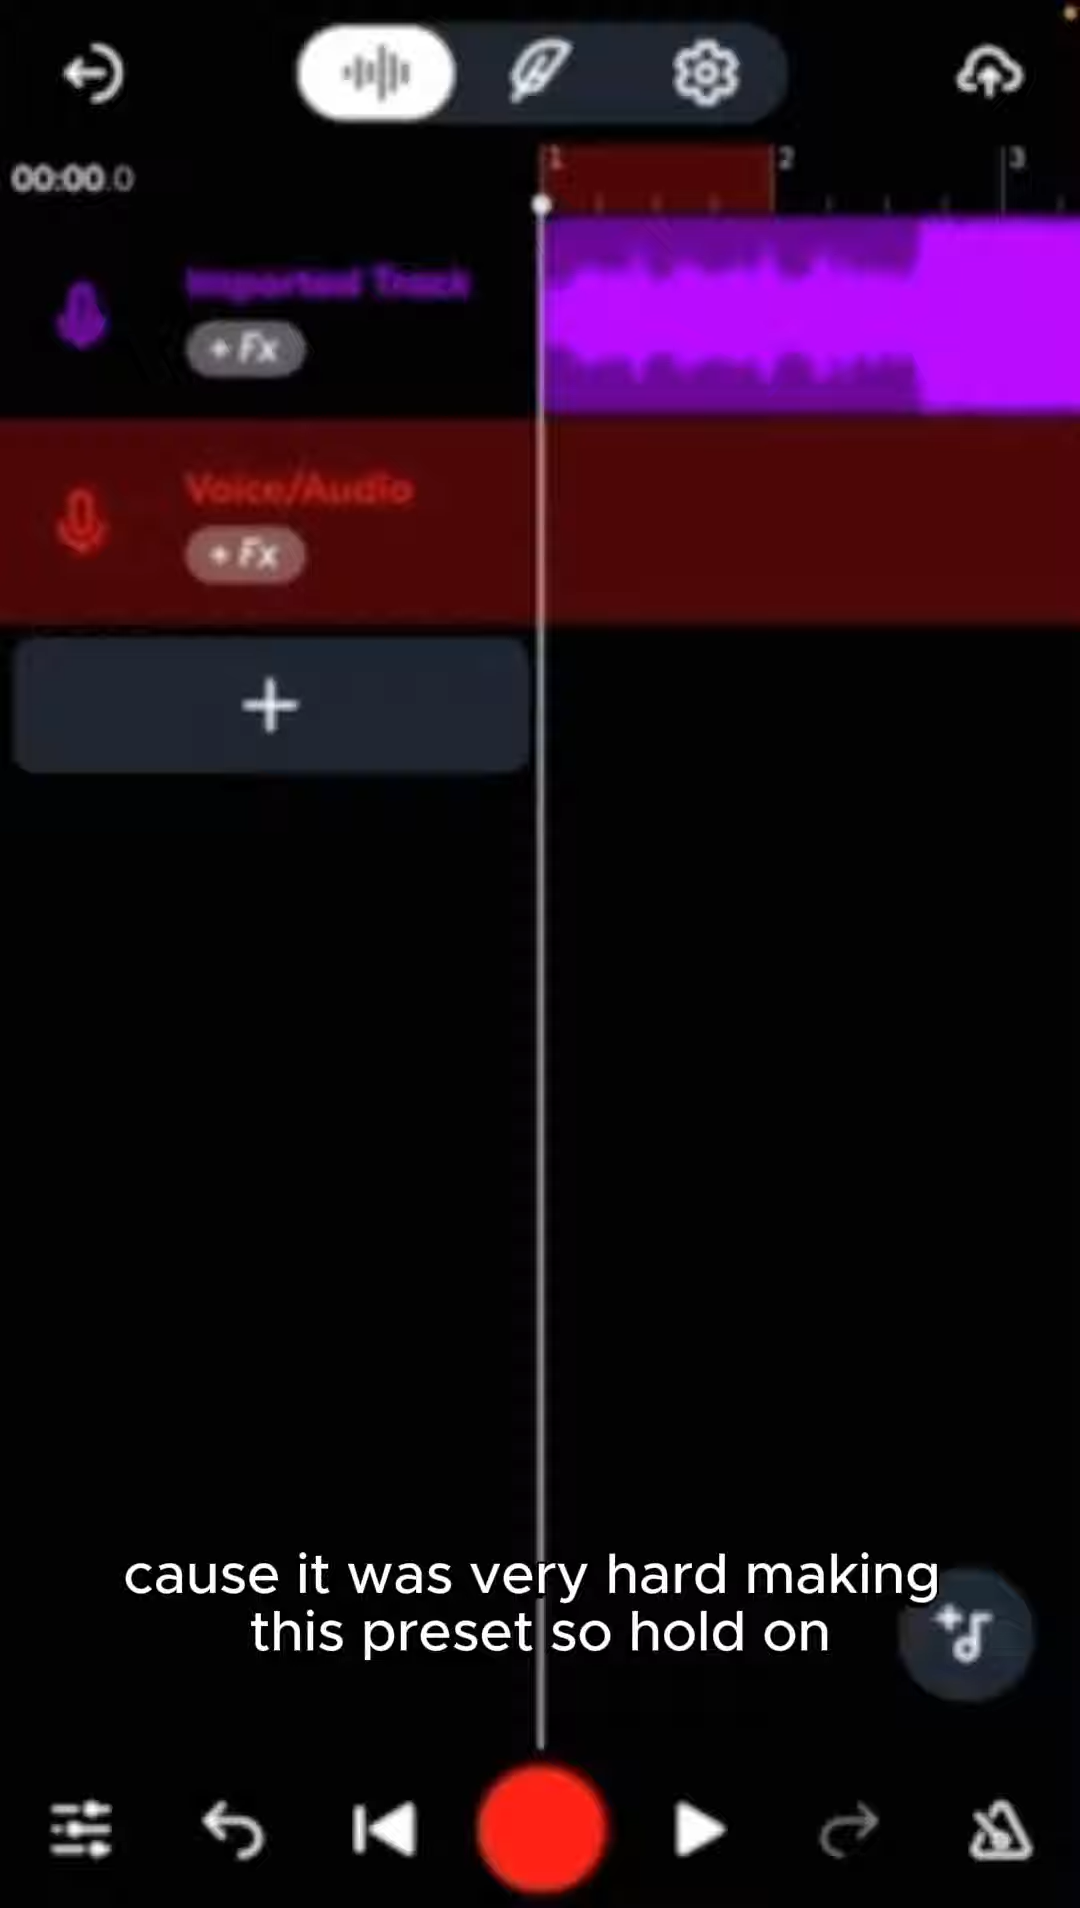 1
2
3
00:00.0
Imported Track
+ Fx
Voice/Audio
+ Fx
cause it was very hard making
this preset so hold on